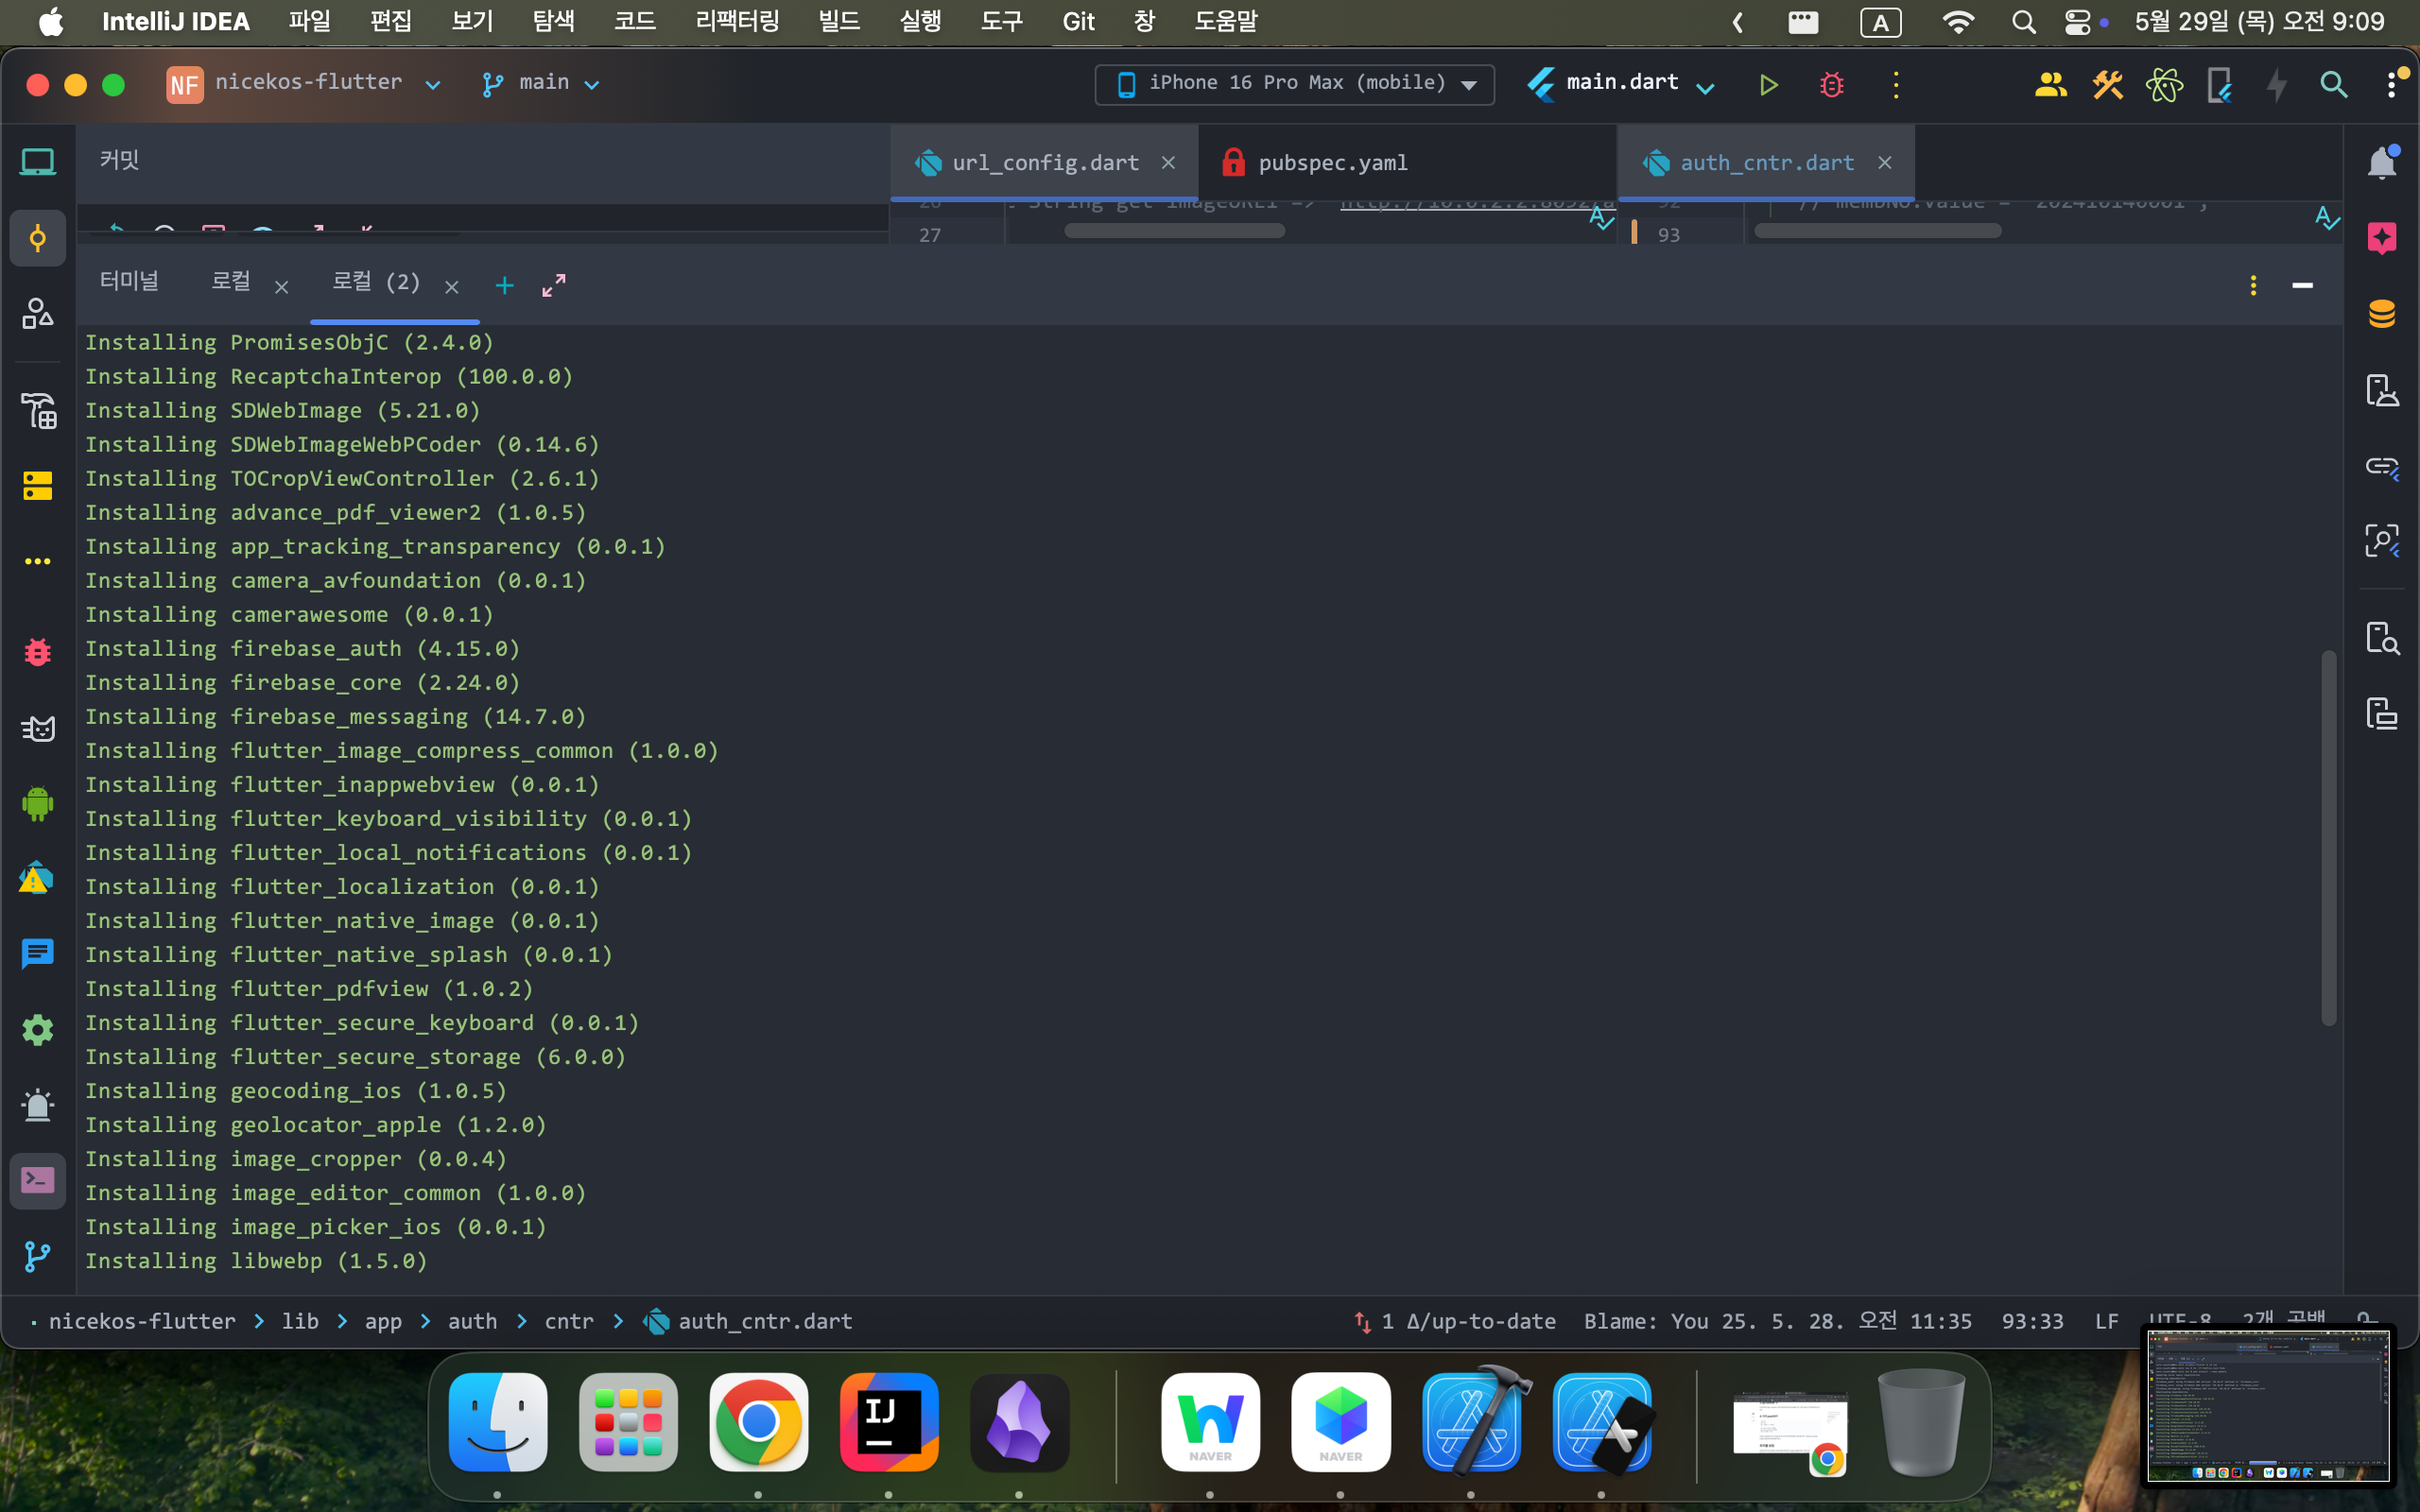 IntelliJ IDEA 파일 편집 보기 탐색 코드 리팩터링 빌드 실행 도구 Git 창 도움말 A 5월 29일 (목) 오전 9:09
NF nicekos-flutter main iPhone 16 Pro Max (mobile) main.dart
커밋 url_config.dart pubspec.yaml auth_cntr.dart
27 93
터미널 로컬 로컬 (2)
Installing PromisesObjC (2.4.0)
Installing RecaptchaInterop (100.0.0)
Installing SDWebImage (5.21.0)
Installing SDWebImageWebPCoder (0.14.6)
Installing TOCropViewController (2.6.1)
Installing advance_pdf_viewer2 (1.0.5)
Installing app_tracking_transparency (0.0.1)
Installing camera_avfoundation (0.0.1)
Installing camerawesome (0.0.1)
Installing firebase_auth (4.15.0)
Installing firebase_core (2.24.0)
Installing firebase_messaging (14.7.0)
Installing flutter_image_compress_common (1.0.0)
Installing flutter_inappwebview (0.0.1)
Installing flutter_keyboard_visibility (0.0.1)
Installing flutter_local_notifications (0.0.1)
Installing flutter_localization (0.0.1)
Installing flutter_native_image (0.0.1)
Installing flutter_native_splash (0.0.1)
Installing flutter_pdfview (1.0.2)
Installing flutter_secure_keyboard (0.0.1)
Installing flutter_secure_storage (6.0.0)
Installing geocoding_ios (1.0.5)
Installing geolocator_apple (1.2.0)
Installing image_cropper (0.0.4)
Installing image_editor_common (1.0.0)
Installing image_picker_ios (0.0.1)
Installing libwebp (1.5.0)
nicekos-flutter lib app auth cntr auth_cntr.dart 1 Δ/up-to-date Blame: You 25. 5. 28. 오전 11:35 93:33 LF UTF-8 2개 공백
IJ NAVER NAVER